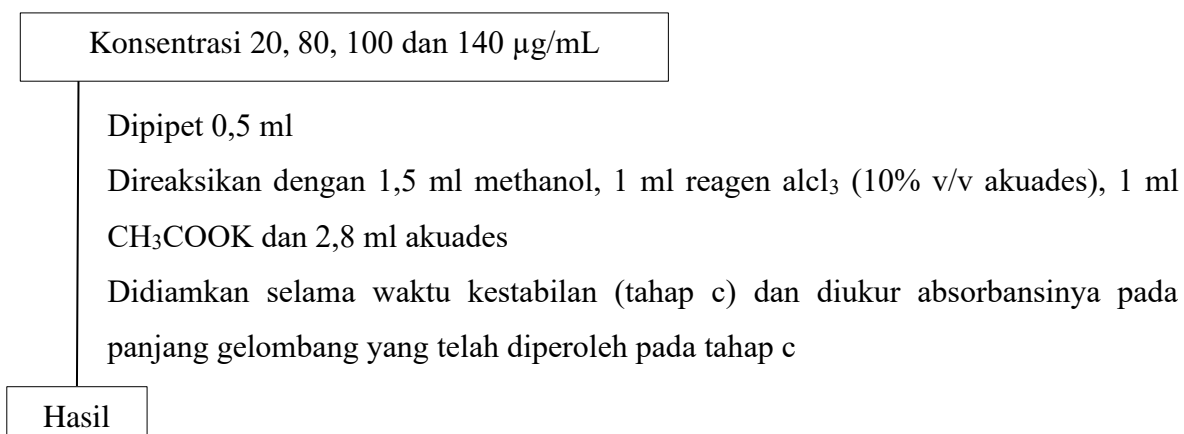 Konsentrasi 20, 80, 100 dan 140 µg/mL
Dipipet 0,5 ml
Direaksikan dengan 1,5 ml methanol, 1 ml reagen alcl₃ (10% v/v akuades), 1 ml
CH₃COOK dan 2,8 ml akuades
Didiamkan selama waktu kestabilan (tahap c) dan diukur absorbansinya pada
panjang gelombang yang telah diperoleh pada tahap c
Hasil